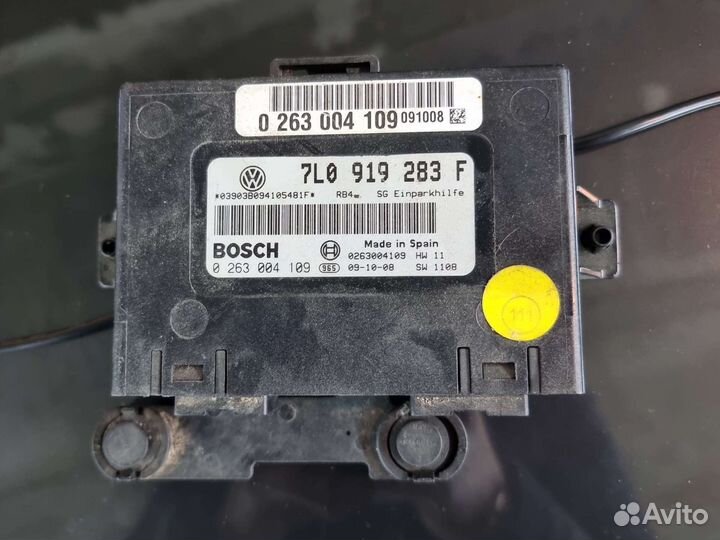 0 263 004 109 091008
7L0 919 283 F
*03903B094105481F* RB4 SG Einparkhilfe
BOSCH Made in Spain
0263004109 HW 11
0 263 004 109 965 09-10-08 SW 1108
111
Avito